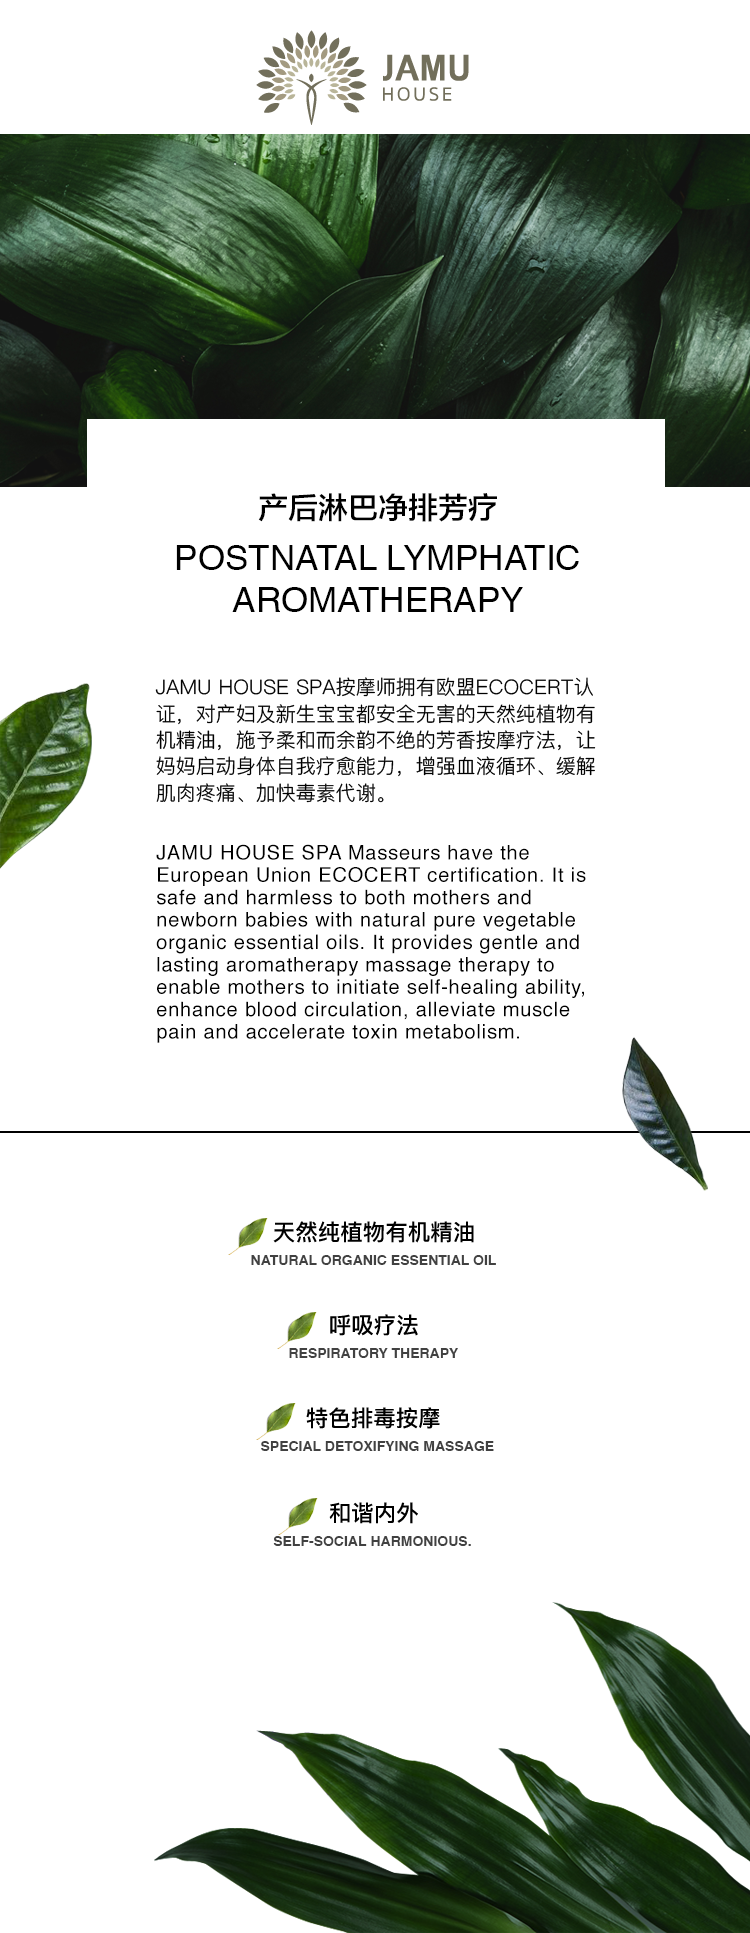 JAMU
HOUSE
产后淋巴净排芳疗
POSTNATAL LYMPHATIC
AROMATHERAPY
JAMU HOUSE SPA按摩师拥有欧盟ECOCERT认
证，对产妇及新生宝宝都安全无害的天然纯植物有
机精油，施予柔和而余韵不绝的芳香按摩疗法，让
妈妈启动身体自我疗愈能力，增强血液循环、缓解
肌肉疼痛、加快毒素代谢。
JAMU HOUSE SPA Masseurs have the
European Union ECOCERT certification. It is
safe and harmless to both mothers and
newborn babies with natural pure vegetable
organic essential oils. It provides gentle and
lasting aromatherapy massage therapy to
enable mothers to initiate self-healing ability,
enhance blood circulation, alleviate muscle
pain and accelerate toxin metabolism.
天然纯植物有机精油
NATURAL ORGANIC ESSENTIAL OIL
呼吸疗法
RESPIRATORY THERAPY
特色排毒按摩
SPECIAL DETOXIFYING MASSAGE
和谐内外
SELF-SOCIAL HARMONIOUS.